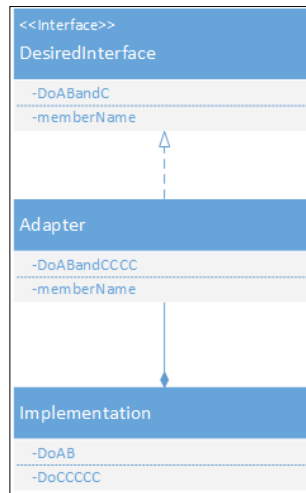 <<Interface>>
DesiredInterface
-DoABandC
-memberName
Adapter
-DoABandCCCC
-memberName
Implementation
-DoAB
-DoCCCCC